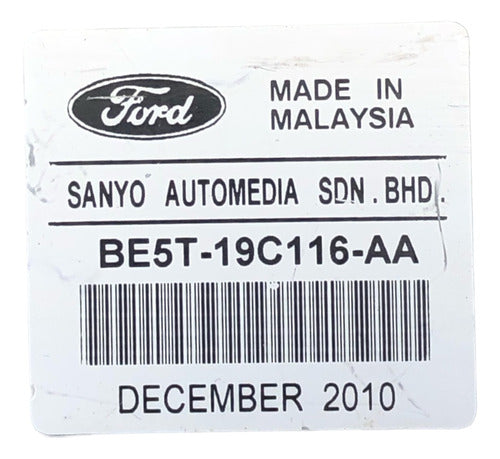 Ford
MADE IN
MALAYSIA
SANYO AUTOMEDIA SDN.BHD.
BE5T-19C116-AA
DECEMBER 2010